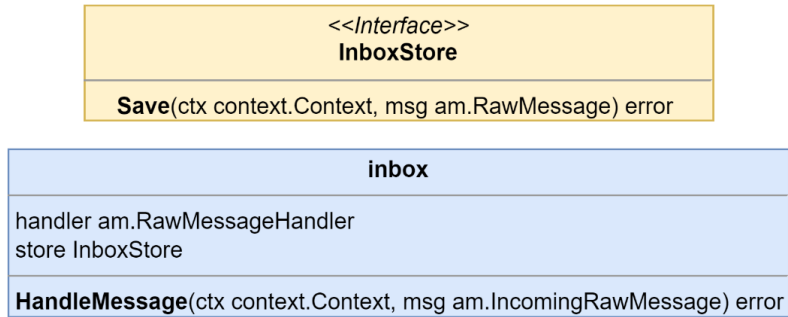 <<Interface>>
InboxStore
Save(ctx context.Context, msg am.RawMessage) error
inbox
handler am.RawMessageHandler
store InboxStore
HandleMessage(ctx context.Context, msg am.IncomingRawMessage) error